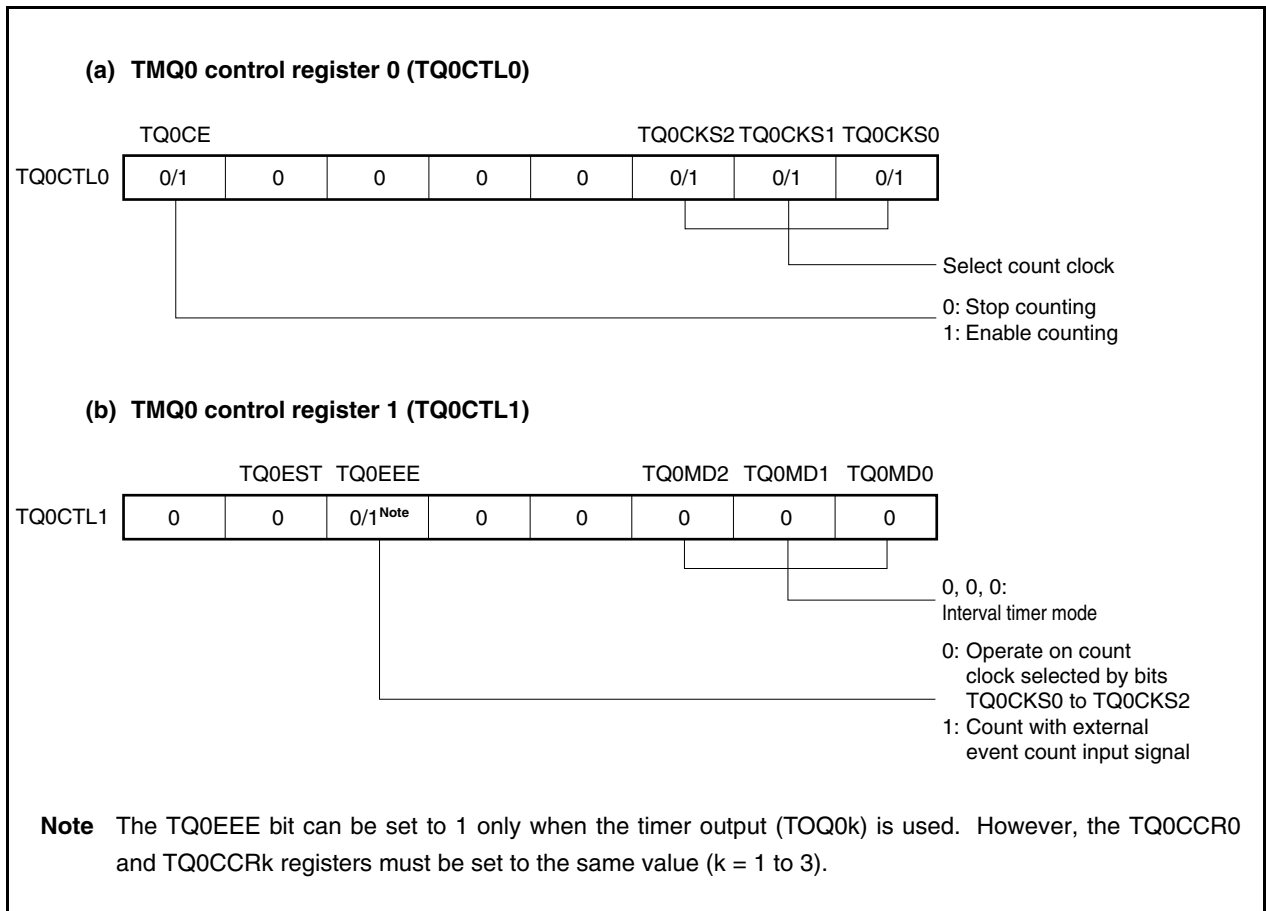 (a) TMQ0 control register 0 (TQ0CTL0)
TQ0CE TQ0CKS2 TQ0CKS1 TQ0CKS0
TQ0CTL0 0/1 0 0 0 0 0/1 0/1 0/1
Select count clock
0: Stop counting
1: Enable counting
(b) TMQ0 control register 1 (TQ0CTL1)
TQ0EST TQ0EEE TQ0MD2 TQ0MD1 TQ0MD0
TQ0CTL1 0 0 0/1Note 0 0 0 0 0
0, 0, 0:
Interval timer mode
0: Operate on count
clock selected by bits
TQ0CKS0 to TQ0CKS2
1: Count with external
event count input signal
Note The TQ0EEE bit can be set to 1 only when the timer output (TOQ0k) is used. However, the TQ0CCR0
and TQ0CCRk registers must be set to the same value (k = 1 to 3).